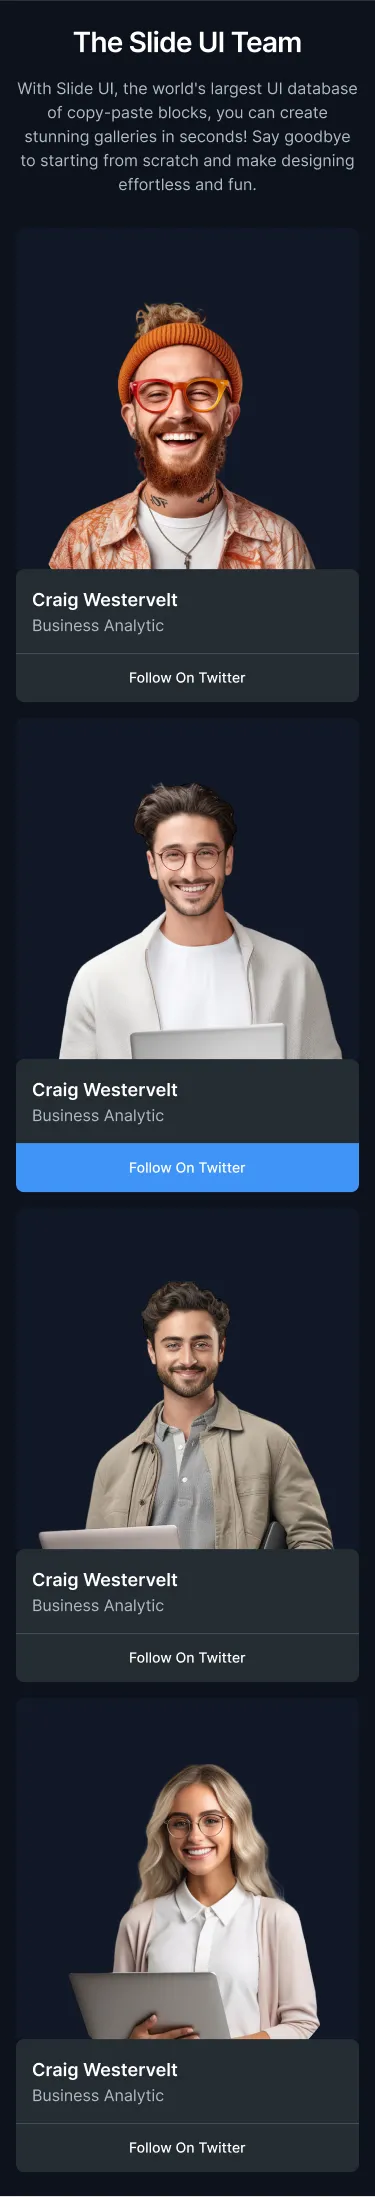 The Slide UI Team
With Slide UI, the world's largest UI database
of copy-paste blocks, you can create
stunning galleries in seconds! Say goodbye
to starting from scratch and make designing
effortless and fun.
Craig Westervelt
Business Analytic
Follow On Twitter
Craig Westervelt
Business Analytic
Follow On Twitter
Craig Westervelt
Business Analytic
Follow On Twitter
Craig Westervelt
Business Analytic
Follow On Twitter